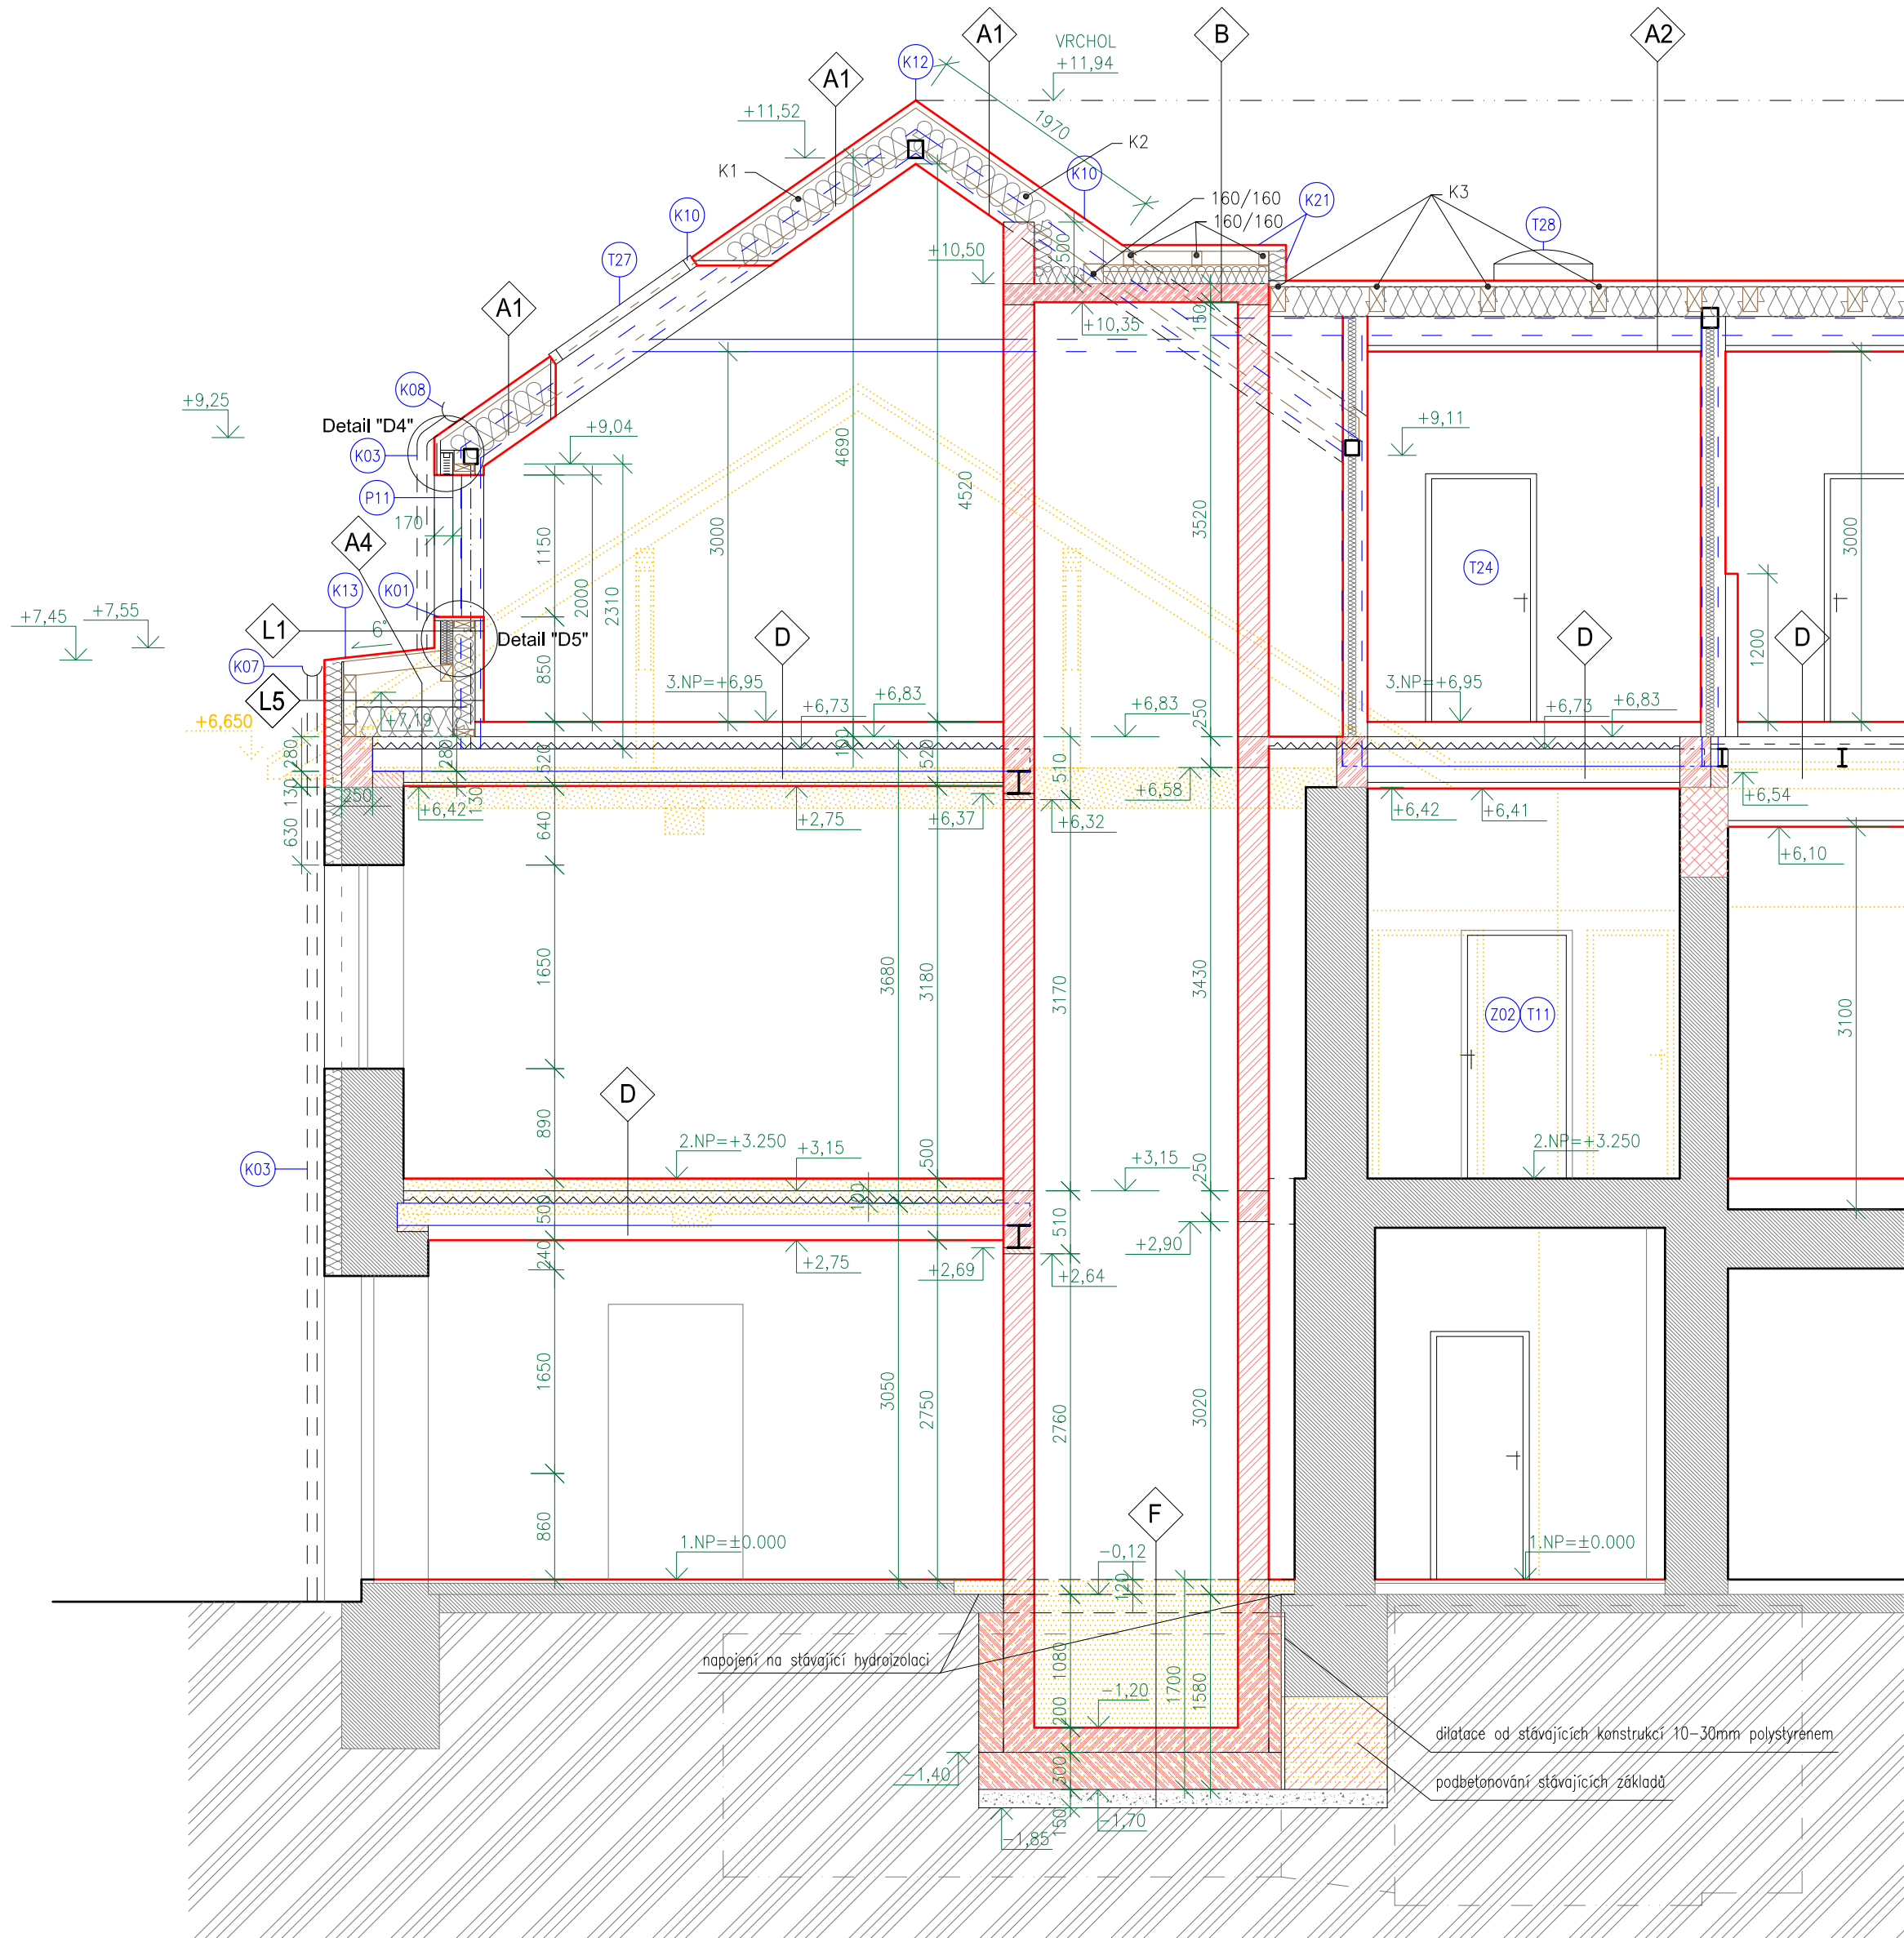 A1
B
A2
VRCHOL
+11,94
K12
A1
1970
+11,52
K2
K1
K10
160/160
160/160
K21
K3
T28
K10
T27
500
+10,50
150
+10,35
A1
K08
+9,25
Detail "D4"
K03
+9,04
+9,11
4690
4520
3520
3000
3000
P11
170
1150
2000
2310
A4
T24
K13
K01
+7,45
+7,55
L1
6°
Detail "D5"
D
D
D
1200
K07
L5
850
3.NP=+6,95
3.NP=+6,95
+6,73
+6,83
+6,83
250
+6,73
+6,83
+7,19
+6,650
280
280
520
100
520
510
+6,58
+6,54
130
250
+6,42
130
+2,75
+6,37
+6,32
+6,42
+6,41
630
640
+6,10
1650
3680
3180
3170
3430
3100
Z02
T11
D
890
2.NP=+3.250
+3,15
500
+3,15
250
2.NP=+3.250
K03
500
120
510
+2,90
240
+2,75
+2,69
+2,64
1650
3050
2750
2760
3020
F
860
1.NP=±0.000
-0,12
120
1.NP=±0.000
napojení na stávající hydroizolaci
1080
1700
1580
-1,20
200
dilatace od stávajících konstrukcí 10-30mm polystyrenem
-1,40
300
podbetonování stávajících základů
150
-1,70
-1,85